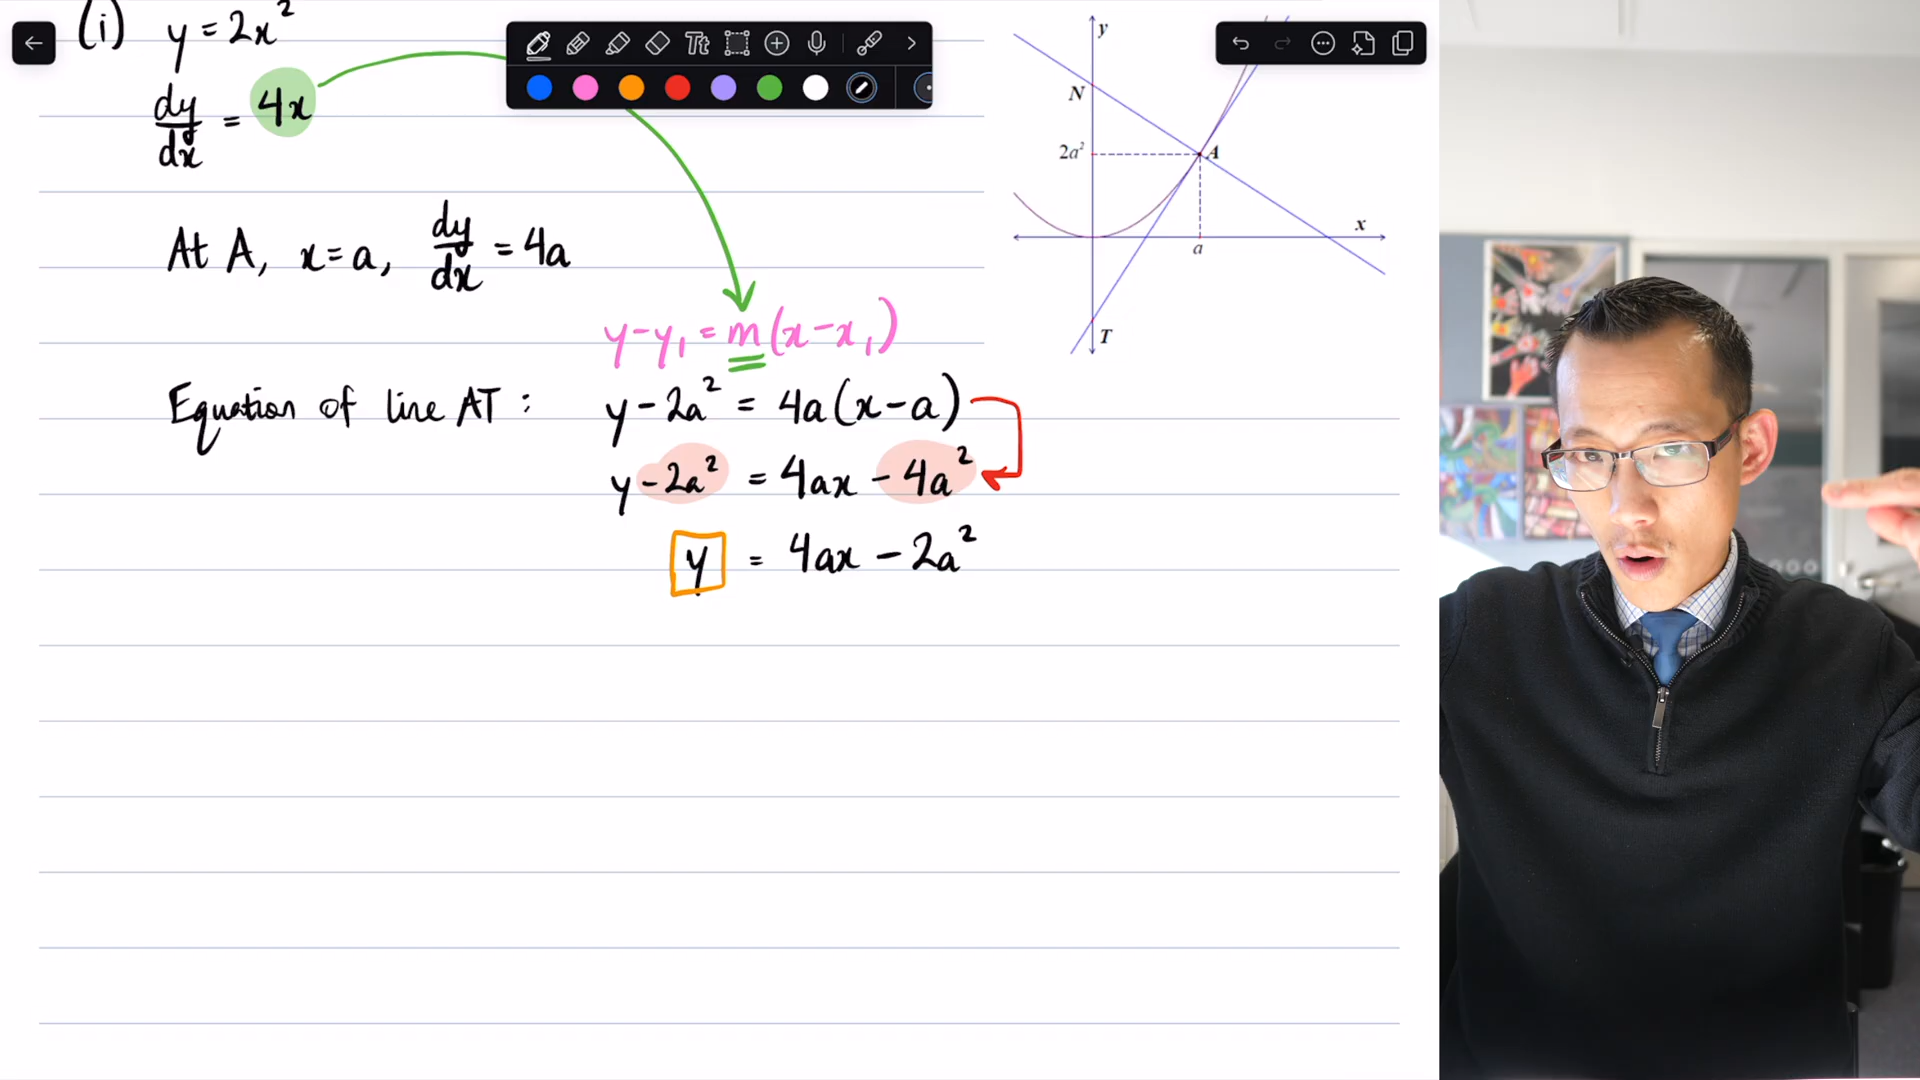 (i) y = 2x²
dy/dx = 4x
At A, x=a, dy/dx = 4a
y-y₁ = m(x-x₁)
Equation of line AT : y - 2a² = 4a(x-a)
y - 2a² = 4ax - 4a²
y = 4ax - 2a²
Tt
y
N
2a²
A
x
a
T